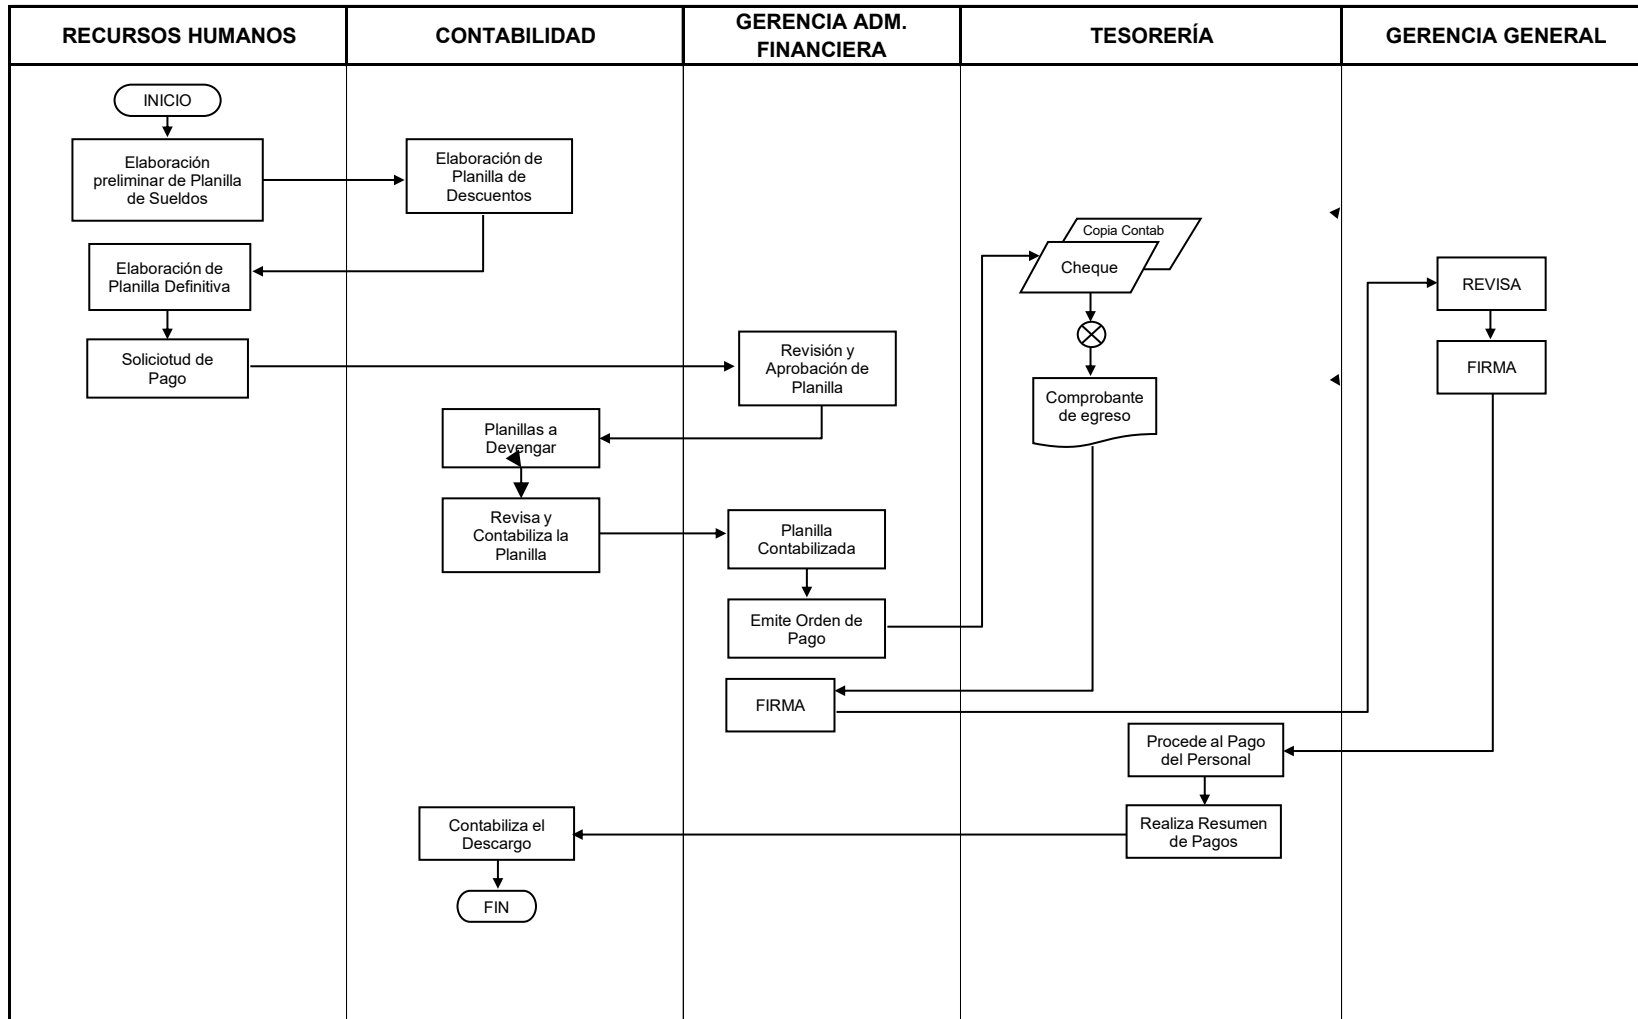 RECURSOS HUMANOS
CONTABILIDAD
GERENCIA ADM.
FINANCIERA
TESORERÍA
GERENCIA GENERAL
INICIO
Elaboración
preliminar de Planilla
de Sueldos
Elaboración de
Planilla de
Descuentos
Elaboración de
Planilla Definitiva
Soliciotud de
Pago
Revisión y
Aprobación de
Planilla
Planillas a
Devengar
Revisa y
Contabiliza la
Planilla
Planilla
Contabilizada
Emite Orden de
Pago
Copia Contab
Cheque
Comprobante
de egreso
FIRMA
REVISA
FIRMA
Procede al Pago
del Personal
Realiza Resumen
de Pagos
Contabiliza el
Descargo
FIN